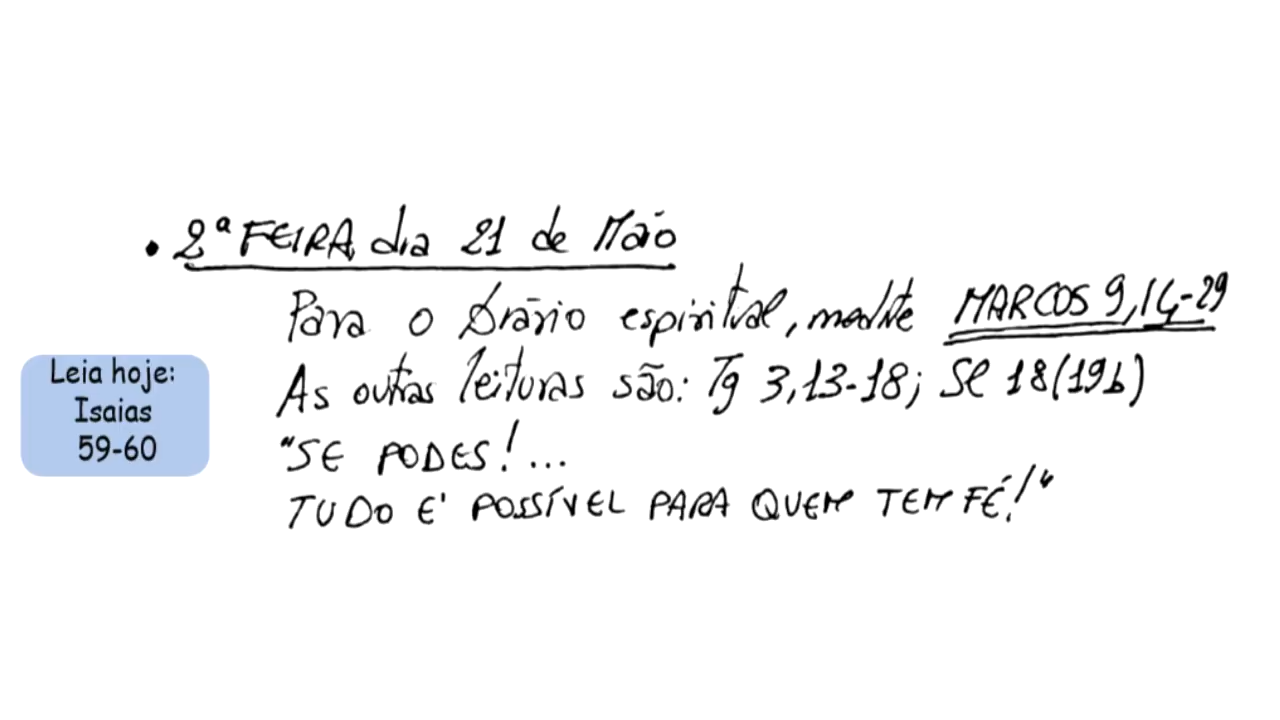 • 2ª FEIRA dia 21 de Maio
Para o Diário espiritual, medite MARCOS 9,14-29
As outras leituras são: Tg 3,13-18; Sl 18(19b)
"SE PODES!...
TUDO É POSSÍVEL PARA QUEM TEM FÉ!"
Leia hoje:
Isaias
59-60